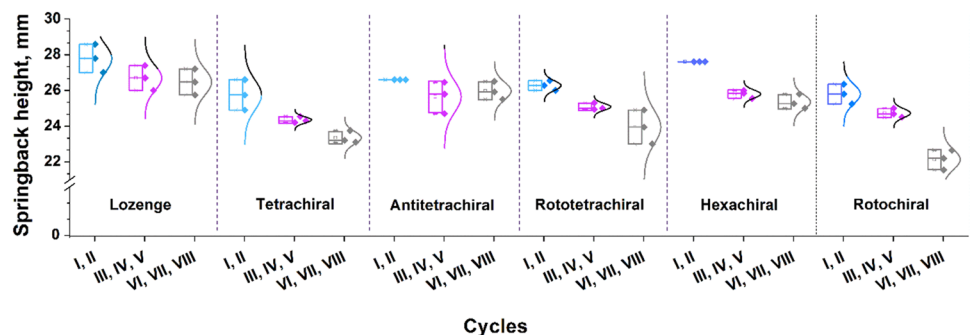 Springback height, mm
30
28
26
24
22
0
Lozenge
Tetrachiral
Antitetrachiral
Rototetrachiral
Hexachiral
Rotochiral
I, II
III, IV, V
VI, VII, VIII
I, II
III, IV, V
VI, VII, VIII
I, II
III, IV, V
VI, VII, VIII
I, II
III, IV, V
VI, VII, VIII
I, II
III, IV, V
VI, VII, VIII
I, II
III, IV, V
VI, VII, VIII
Cycles